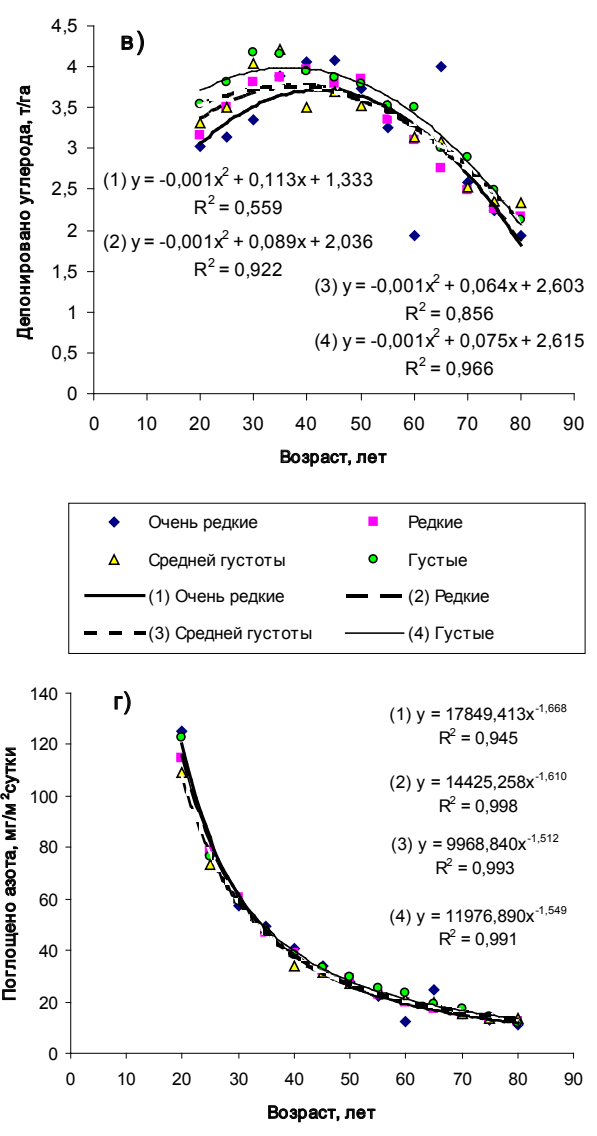 в)
Депонировано углерода, т/га
4,5
4
3,5
3
2,5
2
1,5
1
0,5
0
(1) y = -0,001x² + 0,113x + 1,333
R² = 0,559
(2) y = -0,001x² + 0,089x + 2,036
R² = 0,922
(3) y = -0,001x² + 0,064x + 2,603
R² = 0,856
(4) y = -0,001x² + 0,075x + 2,615
R² = 0,966
0 10 20 30 40 50 60 70 80 90
Возраст, лет
Очень редкие Редкие
Средней густоты Густые
(1) Очень редкие (2) Редкие
(3) Средней густоты (4) Густые
г)
Поглощено азота, мг/м²сутки
140
120
100
80
60
40
20
0
(1) y = 17849,413x^-1,668
R² = 0,945
(2) y = 14425,258x^-1,610
R² = 0,998
(3) y = 9968,840x^-1,512
R² = 0,993
(4) y = 11976,890x^-1,549
R² = 0,991
0 10 20 30 40 50 60 70 80 90
Возраст, лет